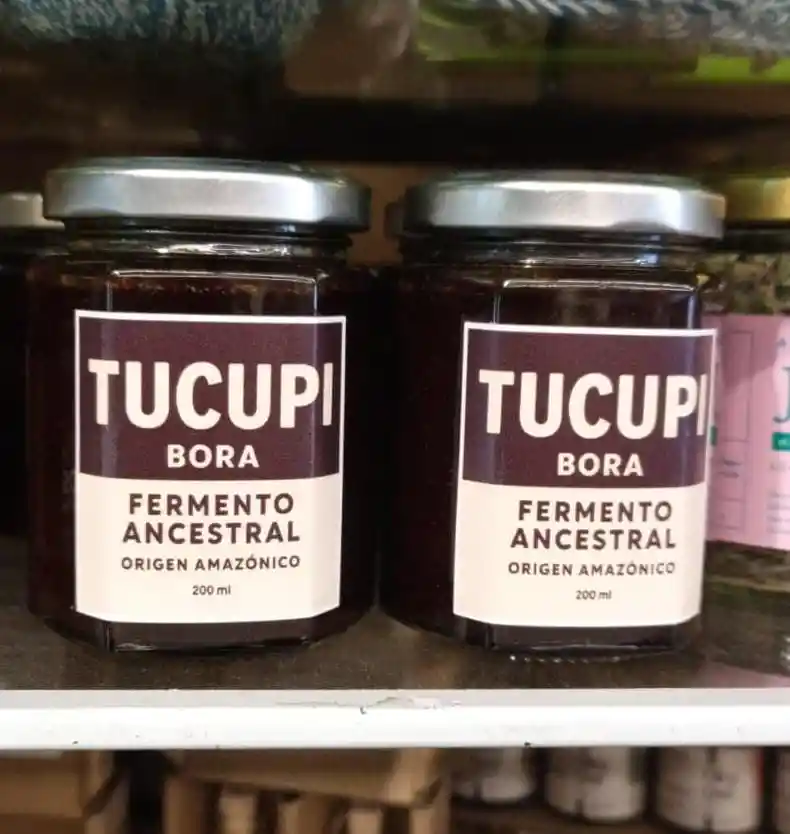 TUCUPI
BORA
FERMENTO
ANCESTRAL
ORIGEN AMAZÓNICO
200 ml
TUCUPI
BORA
FERMENTO
ANCESTRAL
ORIGEN AMAZÓNICO
200 ml